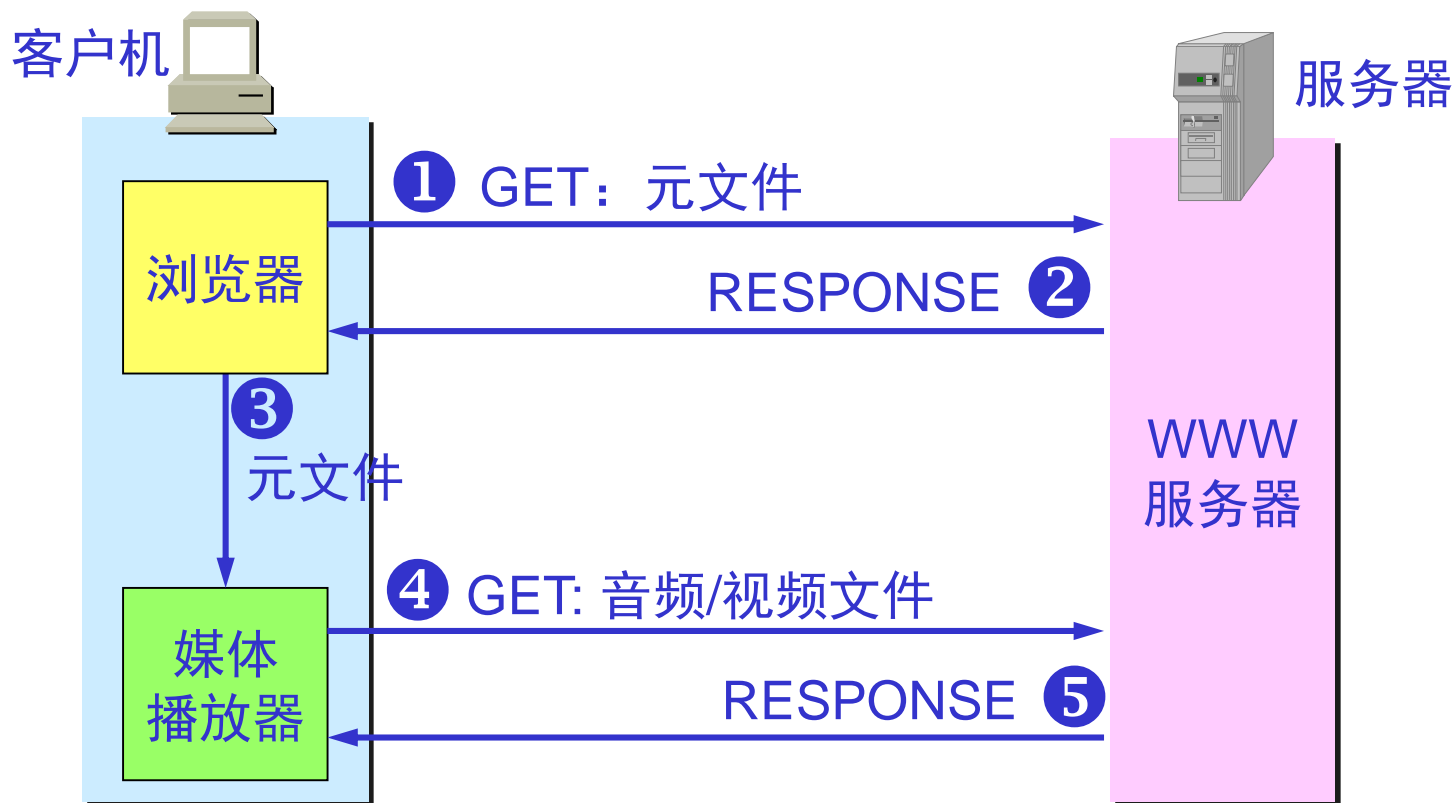 客户机
服务器
❶ GET：元文件
浏览器
RESPONSE ❷
❸
元文件
WWW
服务器
❹ GET: 音频/视频文件
媒体
播放器
RESPONSE ❺